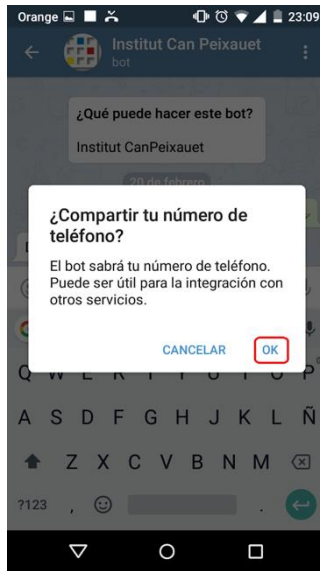 Orange 23:09
Institut Can Peixauet
bot
¿Qué puede hacer este bot?
Institut CanPeixauet
20 de febrero
¿Compartir tu número de
teléfono?
El bot sabrá tu número de teléfono.
Puede ser útil para la integración con
otros servicios.
CANCELAR OK
Q W E R T Y U I O P
A S D F G H J K L Ñ
Z X C V B N M
?123 , .